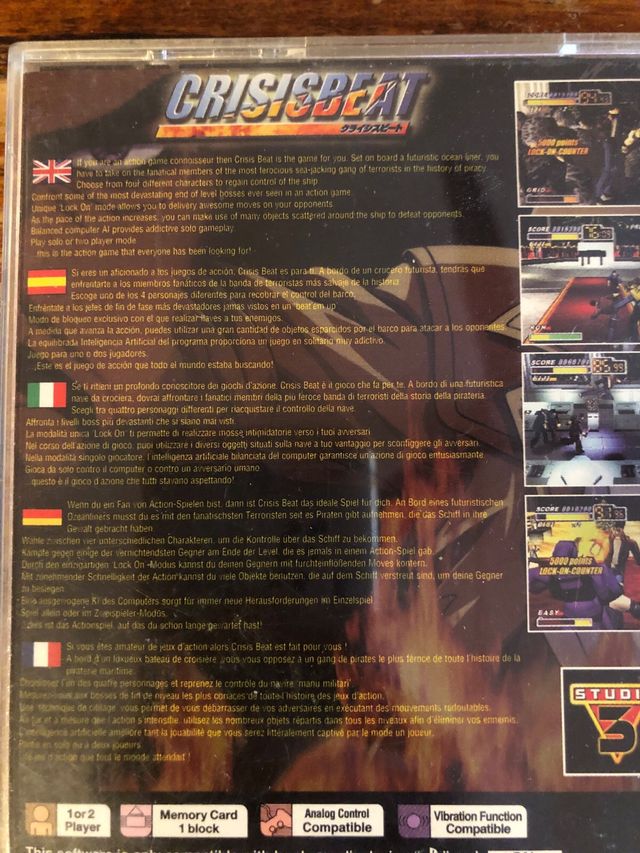 CRISISBEAT
クライシスビート
If you are an action game connoisseur then Crisis Beat is the game for you. Set on board a futuristic ocean liner, you
have to take on the fanatical members of the most ferocious sea-jacking gang of terrorists in the history of piracy.
Choose from four different characters to regain control of the ship
Confront some of the most devastating end of level bosses ever seen in an action game.
Unique 'Lock On' mode allows you to delivery awesome moves on your opponents.
As the pace of the action increases, you can make use of many objects scattered around the ship to defeat opponents.
Balanced computer AI provides addictive solo gameplay.
Play solo or two player mode
...this is the action game that everyone has been looking for!
Si eres un aficionado a los juegos de acción, Crisis Beat es para ti. A bordo de un crucero futurista, tendrás que
enfrentarte a los miembros fanáticos de la banda de terroristas más salvaje de la historia.
Escoge uno de los 4 personajes diferentes para recobrar el control del barco.
Enfréntate a los jefes de fin de fase más devastadores jamás vistos en un 'beat'em up'.
Modo de bloqueo exclusivo con el que realizar llaves a tus enemigos.
A medida que avanza la acción, puedes utilizar una gran cantidad de objetos esparcidos por el barco para atacar a los oponentes.
La equilibrada Inteligencia Artificial del programa proporciona un juego en solitario muy adictivo.
Juego para uno o dos jugadores.
...¡Este es el juego de acción que todo el mundo estaba buscando!
Se ti ritieni un profondo conoscitore dei giochi d'azione, Crisis Beat è il gioco che fa per te. A bordo di una futuristica
nave da crociera, dovrai affrontare i fanatici membri della più feroce banda di terroristi della storia della pirateria.
Scegli tra quattro personaggi differenti per riacquistare il controllo della nave.
Affronta i livelli boss più devastanti che si siano mai visti.
La modalità unica 'Lock On' ti permette di realizzare mosse intimidatorie verso i tuoi avversari
Nel corso dell'azione di gioco, puoi utilizzare i diversi oggetti situati sulla nave a tuo vantaggio per sconfiggere gli avversari.
Nella modalità singolo giocatore, l'intelligenza artificiale bilanciata del computer garantisce un'azione di gioco entusiasmante.
Gioca da solo contro il computer o contro un avversario umano.
...questo è il gioco d'azione che tutti stavano aspettando!
Wenn du ein Fan von Action-Spielen bist, dann ist Crisis Beat das ideale Spiel für dich. An Bord eines futuristischen
Ozeanliners musst du es mit den fanatischsten Terroristen seit es Piraten gibt aufnehmen, die das Schiff in ihre
Gewalt gebracht haben
Wähle zwischen vier unterschiedlichen Charakteren, um die Kontrolle über das Schiff zu bekommen.
Kämpfe gegen einige der vernichtendsten Gegner am Ende der Level, die es jemals in einem Action-Spiel gab.
Durch den einzigartigen 'Lock On'-Modus kannst du deinen Gegnern mit furchteinflößenden Moves kontern.
Mit zunehmender Schnelligkeit der Action kannst du viele Objekte benutzen, die auf dem Schiff verstreut sind, um deine Gegner
zu besiegen.
Eine ausgewogene KI des Computers sorgt für immer neue Herausforderungen im Einzelspiel
Spiel allein oder im Zweispieler-Modus.
...dies ist das Actionspiel, auf das du schon lange gewartet hast!
Si vous êtes amateur de jeux d'action alors Crisis Beat est fait pour vous !
A bord d'un luxueux bateau de croisière, vous vous opposez à un gang de pirates le plus féroce de toute l'histoire de la
piraterie maritime.
Choisissez l'un des quatre personnages et reprenez le contrôle du navire 'manu militari'.
Mesurez-vous aux bosses de fin de niveau les plus coriaces de toute l'histoire des jeux d'action.
Une technique de ciblage vous permet de vous débarrasser de vos adversaires en exécutant des mouvements redoutables.
Au fur et à mesure que l'action s'intensifie, utilisez les nombreux objets répartis dans tous les niveaux afin d'éliminer vos ennemis.
L'intelligence artificielle améliore tant la jouabilité que vous serez littéralement captivé par le mode un joueur.
Partie en solo ou à deux joueurs.
...le jeu d'action que tout le monde attendait !
5000 points
LOCK-ON-COUNTER
SCORE
SCORE
SCORE
5000 points
LOCK-ON-COUNTER
EASY
STUDI
3
1 or 2
Player
Memory Card
1 block
Analog Control
Compatible
Vibration Function
Compatible